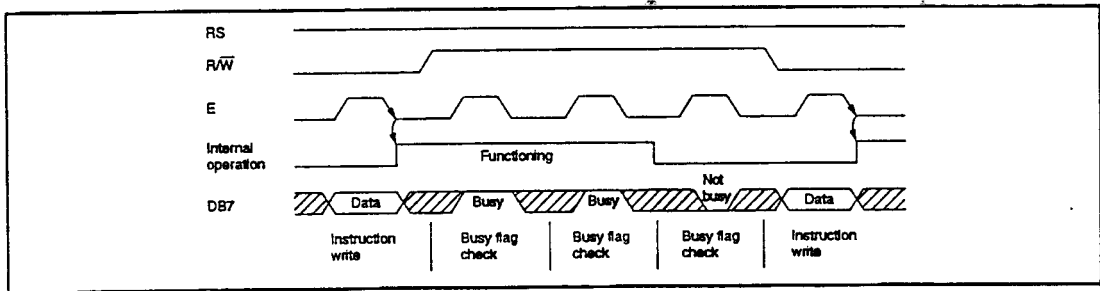 RS
R/W̅
E
Internal
operation
Functioning
DB7
Data
Busy
Busy
Not
busy
Data
Instruction
write
Busy flag
check
Busy flag
check
Busy flag
check
Instruction
write